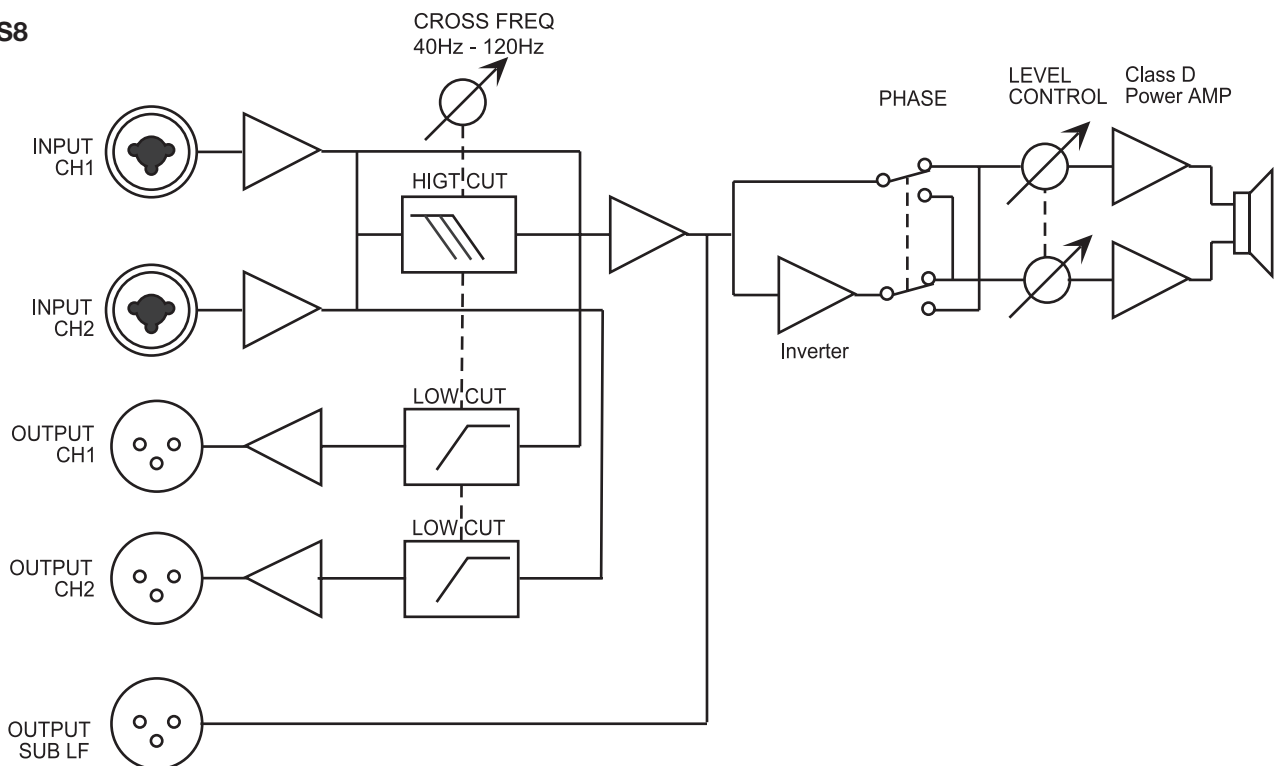 S8
CROSS FREQ
40Hz - 120Hz
INPUT
CH1
HIGT CUT
PHASE
LEVEL
CONTROL
Class D
Power AMP
INPUT
CH2
Inverter
OUTPUT
CH1
LOW CUT
OUTPUT
CH2
LOW CUT
OUTPUT
SUB LF